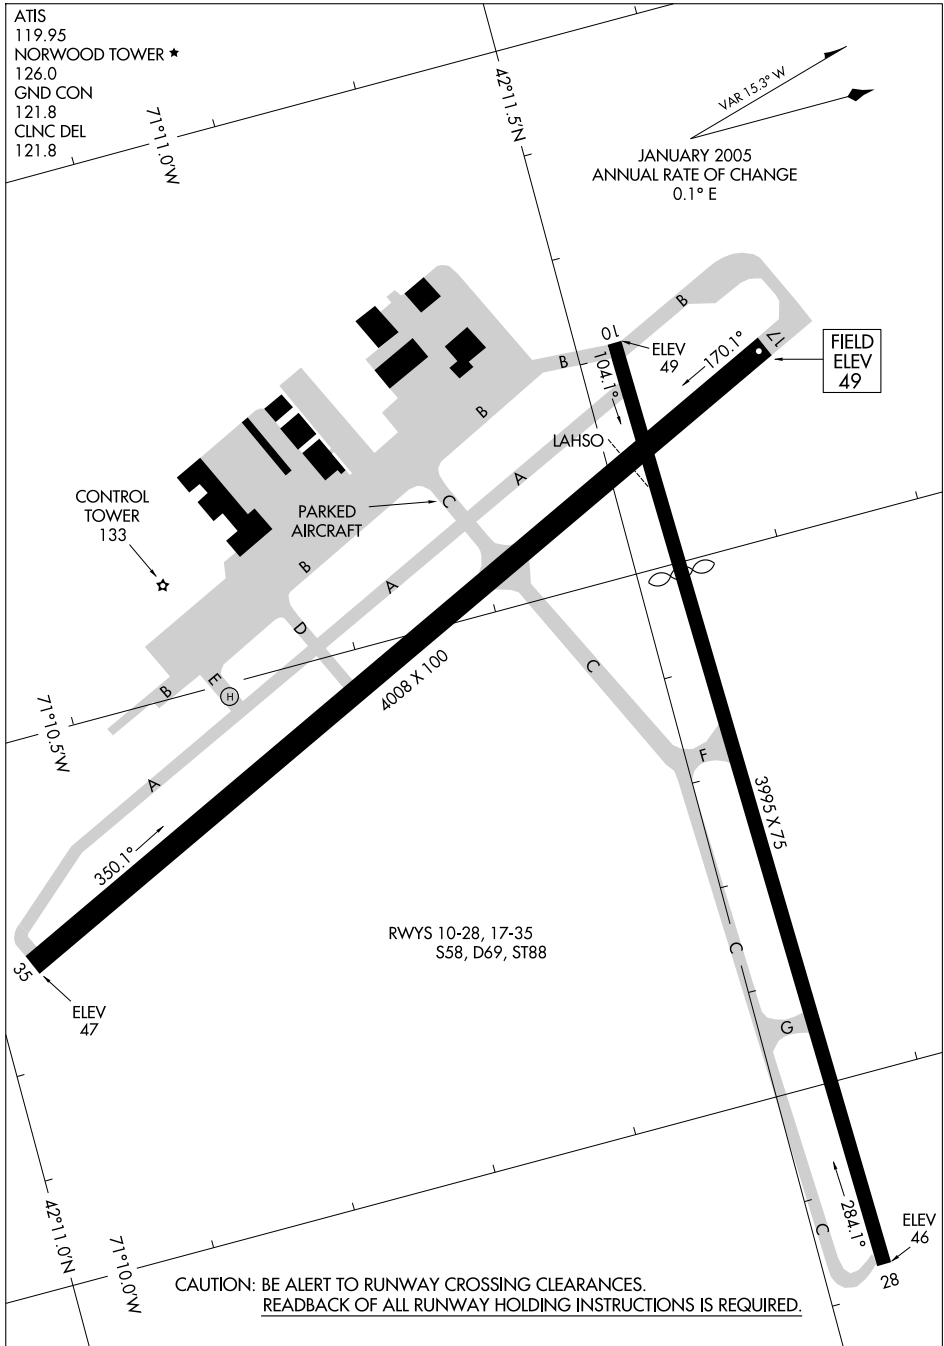 ATIS
119.95
NORWOOD TOWER ★
126.0
GND CON
121.8
CLNC DEL
121.8
71°11.0'W
42°11.5'N
VAR 15.3° W
JANUARY 2005
ANNUAL RATE OF CHANGE
0.1° E
B
10
ELEV
49
170.1°
17
FIELD
ELEV
49
B
104.1°
B
LAHSO
A
CONTROL
TOWER
133
PARKED
AIRCRAFT
C
B
A
D
C
4008 X 100
E
H
B
71°10.5'W
F
A
3995 X 75
350.1°
RWYS 10-28, 17-35
S58, D69, ST88
C
35
ELEV
47
G
42°11.0'N
71°10.0'W
284.1°
C
ELEV
46
28
CAUTION: BE ALERT TO RUNWAY CROSSING CLEARANCES.
READBACK OF ALL RUNWAY HOLDING INSTRUCTIONS IS REQUIRED.